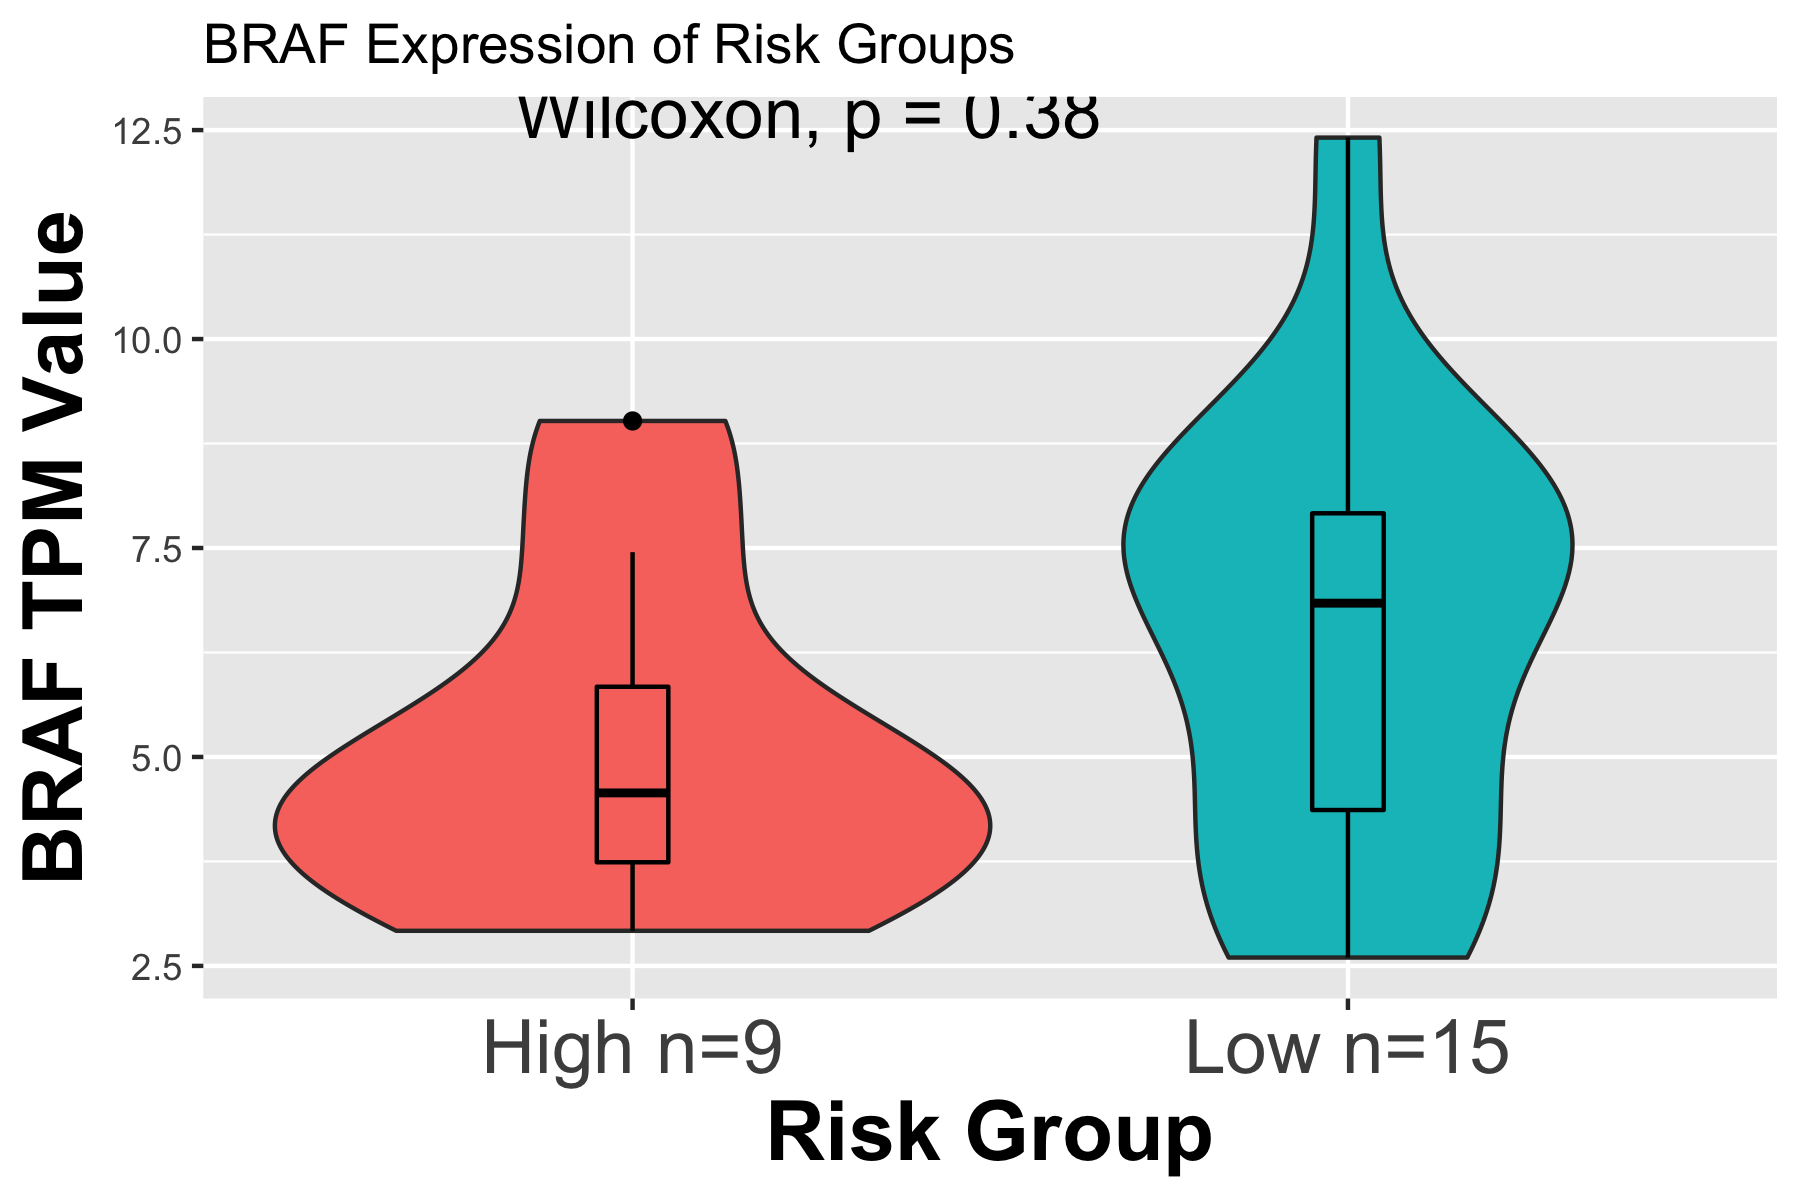 BRAF Expression of Risk Groups
Wilcoxon, p = 0.38
BRAF TPM Value
12.5
10.0
7.5
5.0
2.5
High n=9
Low n=15
Risk Group